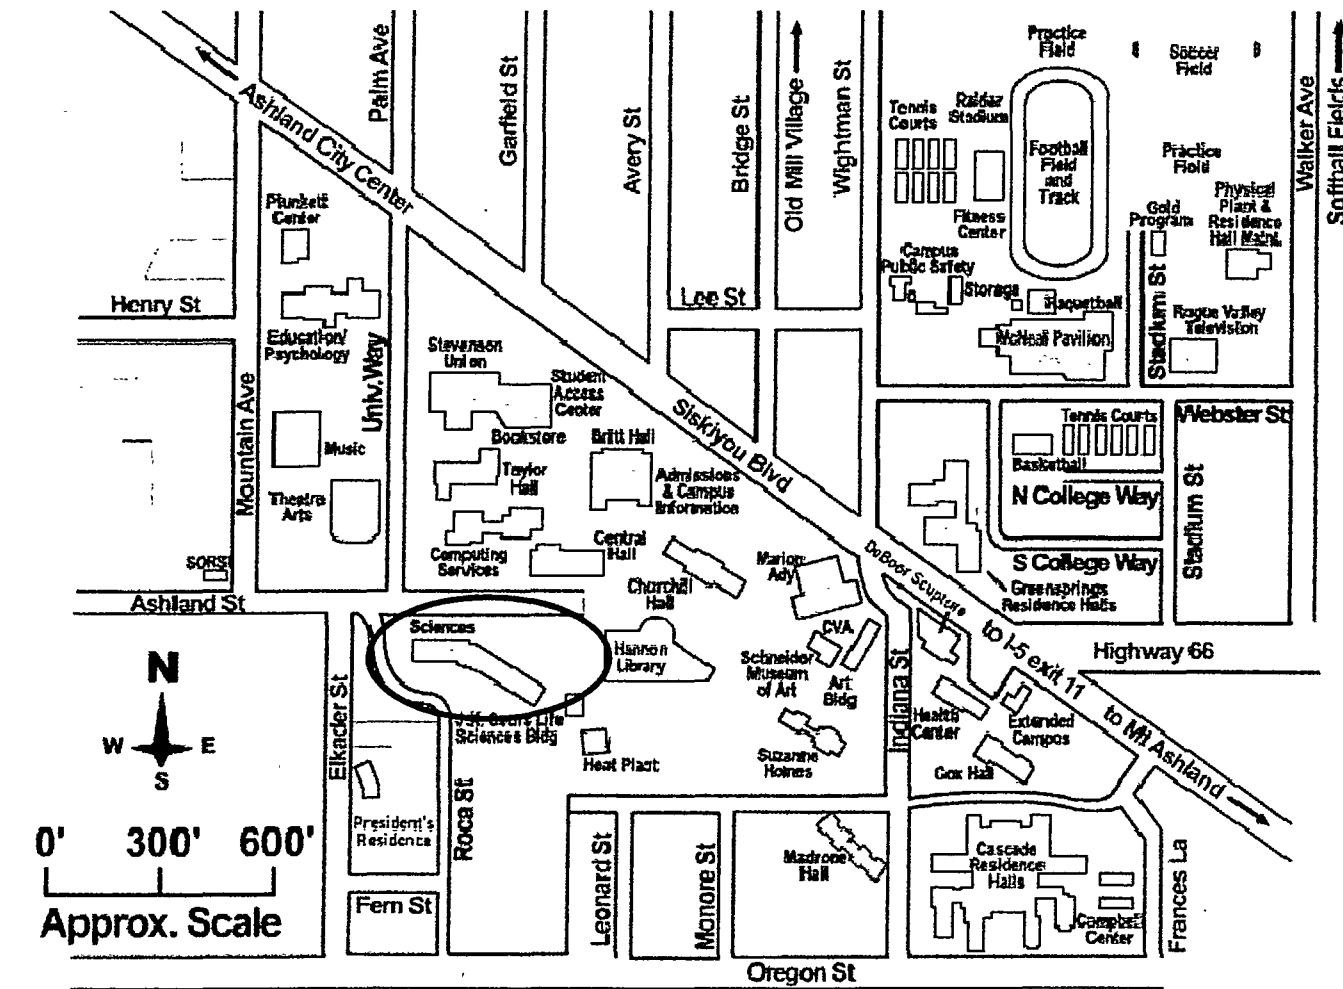 Practice
Field
Soccer
Field
Palm Ave
Garfield St
Avery St
Bridge St
Old Mill Village
Wightman St
Walker Ave
Softball Fields
Ashland City Center
Tennis
Courts
Raider
Stadium
Football
Field
and
Track
Practice
Field
Physical
Plant &
Residence
Hall Maint.
Gold
Program
Plunkett
Center
Fitness
Center
Campus
Public Safety
Storage
Racquetball
McNeal Pavilion
Stadium St
Rogue Valley
Television
Henry St
Lee St
Education/
Psychology
Univ. Way
Mountain Ave
Stevenson
Union
Student
Access
Center
Bookstore
Britt Hall
Siskiyou Blvd
Webster St
Tennis Courts
Basketball
Music
Taylor
Hall
Admissions
& Campus
Information
N College Way
Theatre
Arts
Computing
Services
Central
Hall
Churchill
Hall
Marion
Ady
DeBoer Scupture
S College Way
Stadium St
Greensprings
Residence Halls
SORSI
Ashland St
Sciences
Hannon
Library
CVA
Schneider
Museum
of Art
Art
Bldg
Indiana St
to I-5 exit 11
Highway 66
to Mt Ashland
N
W E
S
Elkader St
Sciences Bldg
Heat Plant
Suzanne
Holmes
Health
Center
Extended
Campus
Cox Hall
President's
Residence
Roca St
0' 300' 600'
Approx. Scale
Fern St
Leonard St
Monore St
Madrone
Hall
Cascade
Residence
Halls
Campbell
Center
Frances La
Oregon St